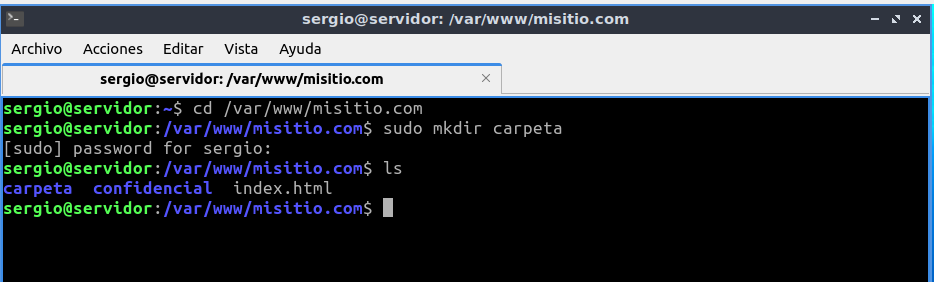 sergio@servidor: /var/www/misitio.com
Archivo Acciones Editar Vista Ayuda
sergio@servidor: /var/www/misitio.com
sergio@servidor:~$ cd /var/www/misitio.com
sergio@servidor:/var/www/misitio.com$ sudo mkdir carpeta
[sudo] password for sergio:
sergio@servidor:/var/www/misitio.com$ ls
carpeta  confidencial  index.html
sergio@servidor:/var/www/misitio.com$